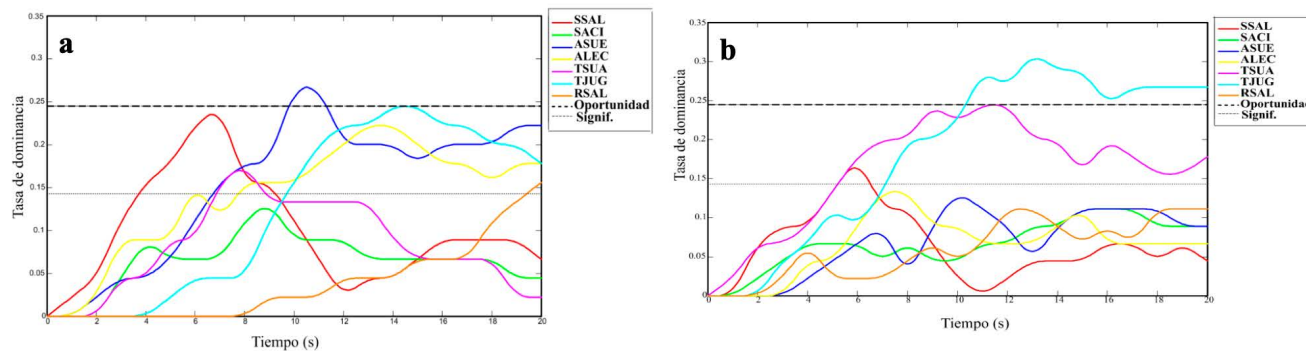 a
Tasa de dominancia
0.35
0.3
0.25
0.2
0.15
0.1
0.05
0
0 2 4 6 8 10 12 14 16 18 20
Tiempo (s)
SSAL
SACI
ASUE
ALEC
TSUA
TJUG
RSAL
Oportunidad
Signif.
b
Tasa de dominancia
0.35
0.3
0.25
0.2
0.15
0.1
0.05
0
0 2 4 6 8 10 12 14 16 18 20
Tiempo (s)
SSAL
SACI
ASUE
ALEC
TSUA
TJUG
RSAL
Oportunidad
Signif.